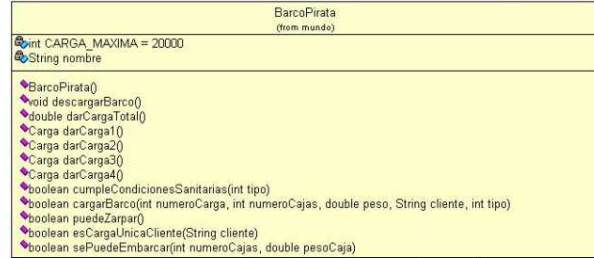 BarcoPirata
(from mundo)
int CARGA_MAXIMA = 20000
String nombre
BarcoPirata()
void descargarBarco()
double darCargaTotal()
Carga darCarga1()
Carga darCarga2()
Carga darCarga3()
Carga darCarga4()
boolean cumpleCondicionesSanitarias(int tipo)
boolean cargarBarco(int numeroCarga, int numeroCajas, double peso, String cliente, int tipo)
boolean puedeZarpar()
boolean esCargaUnicaCliente(String cliente)
boolean sePuedeEmbarcar(int numeroCajas, double pesoCaja)